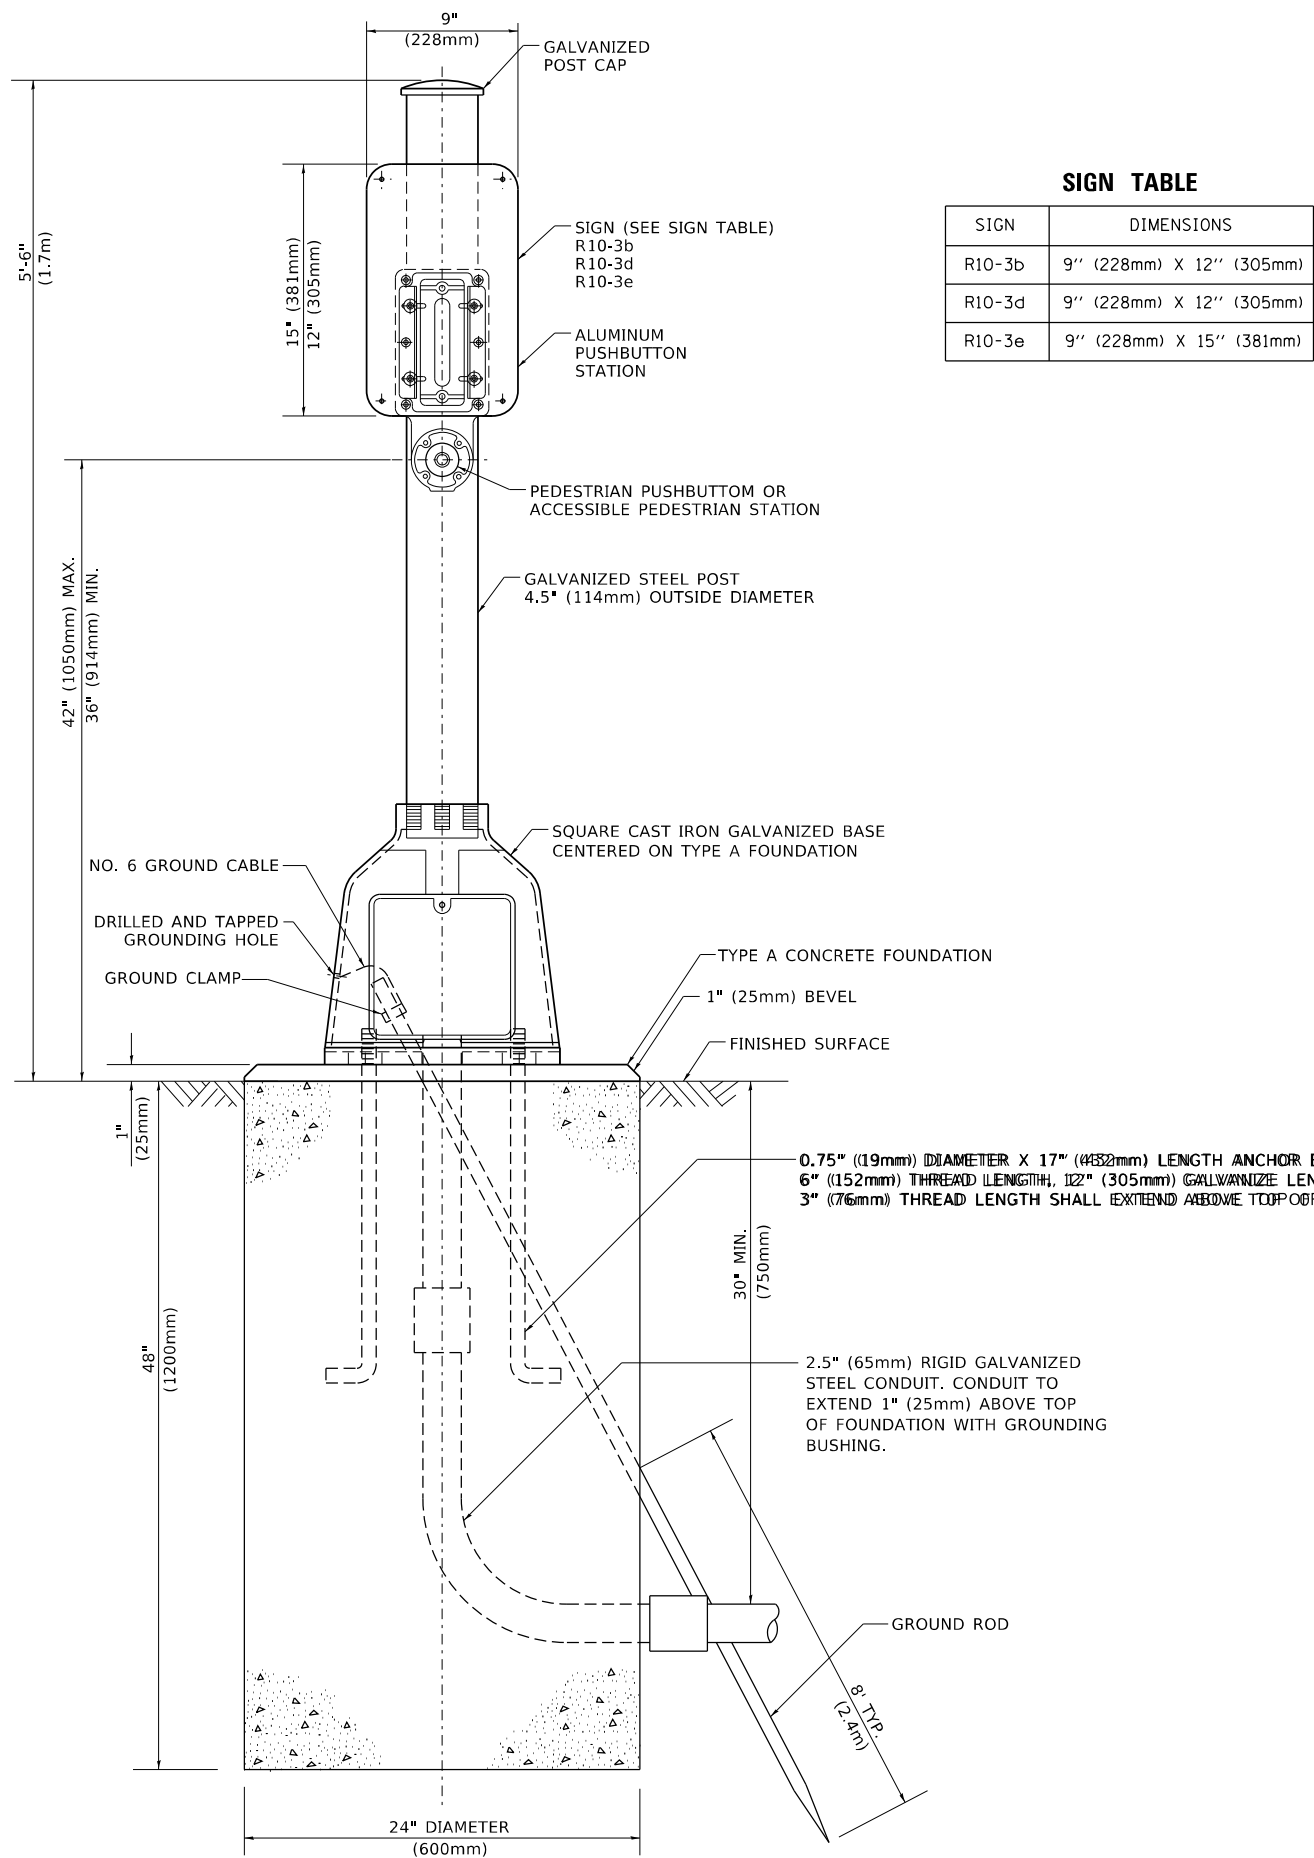 9"
(228mm)
GALVANIZED
POST CAP
5'-6"
(1.7m)
15" (381mm)
12" (305mm)
SIGN (SEE SIGN TABLE)
R10-3b
R10-3d
R10-3e
ALUMINUM
PUSHBUTTON
STATION
SIGN TABLE
SIGN DIMENSIONS
R10-3b 9'' (228mm) X 12'' (305mm)
R10-3d 9'' (228mm) X 12'' (305mm)
R10-3e 9'' (228mm) X 15'' (381mm)
PEDESTRIAN PUSHBUTTOM OR
ACCESSIBLE PEDESTRIAN STATION
42" (1050mm) MAX.
36" (914mm) MIN.
GALVANIZED STEEL POST
4.5" (114mm) OUTSIDE DIAMETER
SQUARE CAST IRON GALVANIZED BASE
CENTERED ON TYPE A FOUNDATION
NO. 6 GROUND CABLE
DRILLED AND TAPPED
GROUNDING HOLE
GROUND CLAMP
TYPE A CONCRETE FOUNDATION
1" (25mm) BEVEL
FINISHED SURFACE
1"
(25mm)
0.75" (19mm) DIAMETER X 17" (432mm) LENGTH ANCHOR
6" (152mm) THREAD LENGTH, 12" (305mm) GALVANIZE
3" (76mm) THREAD LENGTH SHALL EXTEND ABOVE TOP
30" MIN.
(750mm)
48"
(1200mm)
2.5" (65mm) RIGID GALVANIZED
STEEL CONDUIT. CONDUIT TO
EXTEND 1" (25mm) ABOVE TOP
OF FOUNDATION WITH GROUNDING
BUSHING.
GROUND ROD
8' TYP.
(2.4m)
24" DIAMETER
(600mm)